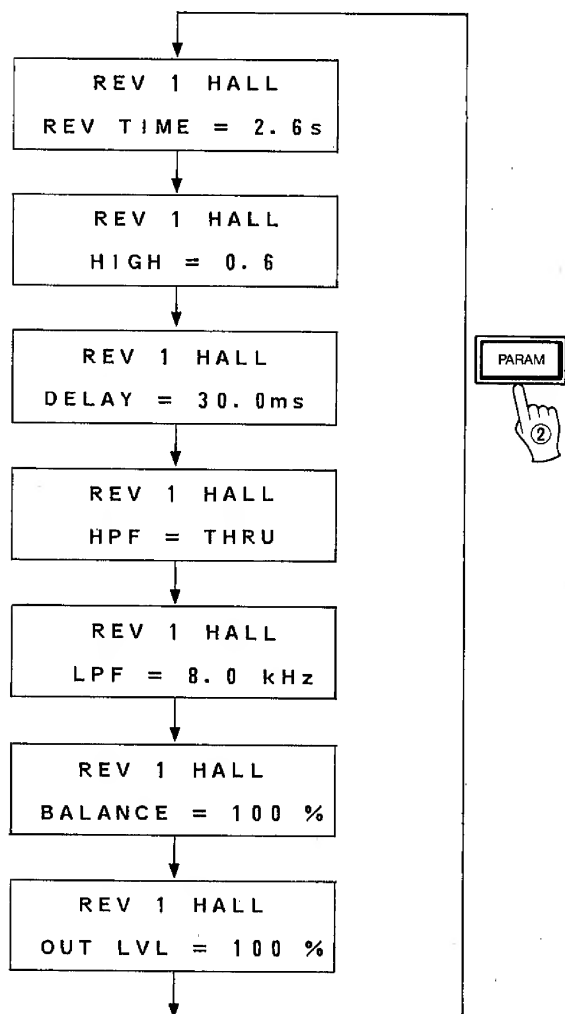 REV 1 HALL
REV TIME = 2.6s
REV 1 HALL
HIGH = 0.6
REV 1 HALL
DELAY = 30.0ms
PARAM
②
REV 1 HALL
HPF = THRU
REV 1 HALL
LPF = 8.0 kHz
REV 1 HALL
BALANCE = 100 %
REV 1 HALL
OUT LVL = 100 %